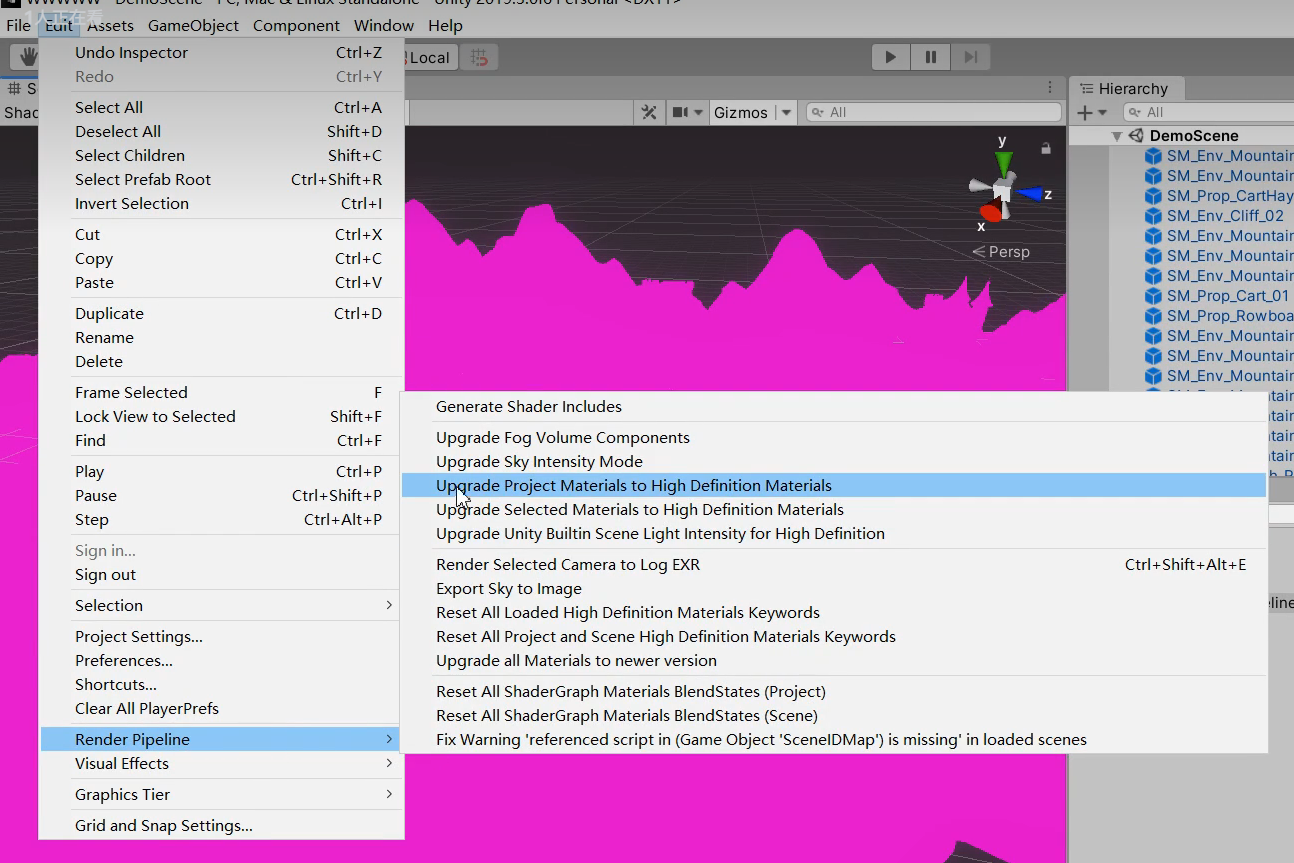 DemoScene - PC, Mac & Linux Standalone - Unity 2019.3.0f6 Personal <DX11>
1人正在看
File Edit Assets GameObject Component Window Help
Local
Gizmos All
Hierarchy
All
DemoScene
SM_Env_Mountain
SM_Env_Mountain
SM_Prop_CartHay
SM_Env_Cliff_02
SM_Env_Mountain
SM_Env_Mountain
SM_Env_Mountain
SM_Prop_Cart_01
SM_Prop_Rowboa
SM_Env_Mountain
SM_Env_Mountain
SM_Env_Mountain
y
z
x
< Persp
Undo Inspector Ctrl+Z
Redo Ctrl+Y
Select All Ctrl+A
Deselect All Shift+D
Select Children Shift+C
Select Prefab Root Ctrl+Shift+R
Invert Selection Ctrl+I
Cut Ctrl+X
Copy Ctrl+C
Paste Ctrl+V
Duplicate Ctrl+D
Rename
Delete
Frame Selected F
Lock View to Selected Shift+F
Find Ctrl+F
Play Ctrl+P
Pause Ctrl+Shift+P
Step Ctrl+Alt+P
Sign in...
Sign out
Selection >
Project Settings...
Preferences...
Shortcuts...
Clear All PlayerPrefs
Render Pipeline >
Visual Effects >
Graphics Tier >
Grid and Snap Settings...
Generate Shader Includes
Upgrade Fog Volume Components
Upgrade Sky Intensity Mode
Upgrade Project Materials to High Definition Materials
Upgrade Selected Materials to High Definition Materials
Upgrade Unity Builtin Scene Light Intensity for High Definition
Render Selected Camera to Log EXR Ctrl+Shift+Alt+E
Export Sky to Image
Reset All Loaded High Definition Materials Keywords
Reset All Project and Scene High Definition Materials Keywords
Upgrade all Materials to newer version
Reset All ShaderGraph Materials BlendStates (Project)
Reset All ShaderGraph Materials BlendStates (Scene)
Fix Warning 'referenced script in (Game Object 'SceneIDMap') is missing' in loaded scenes